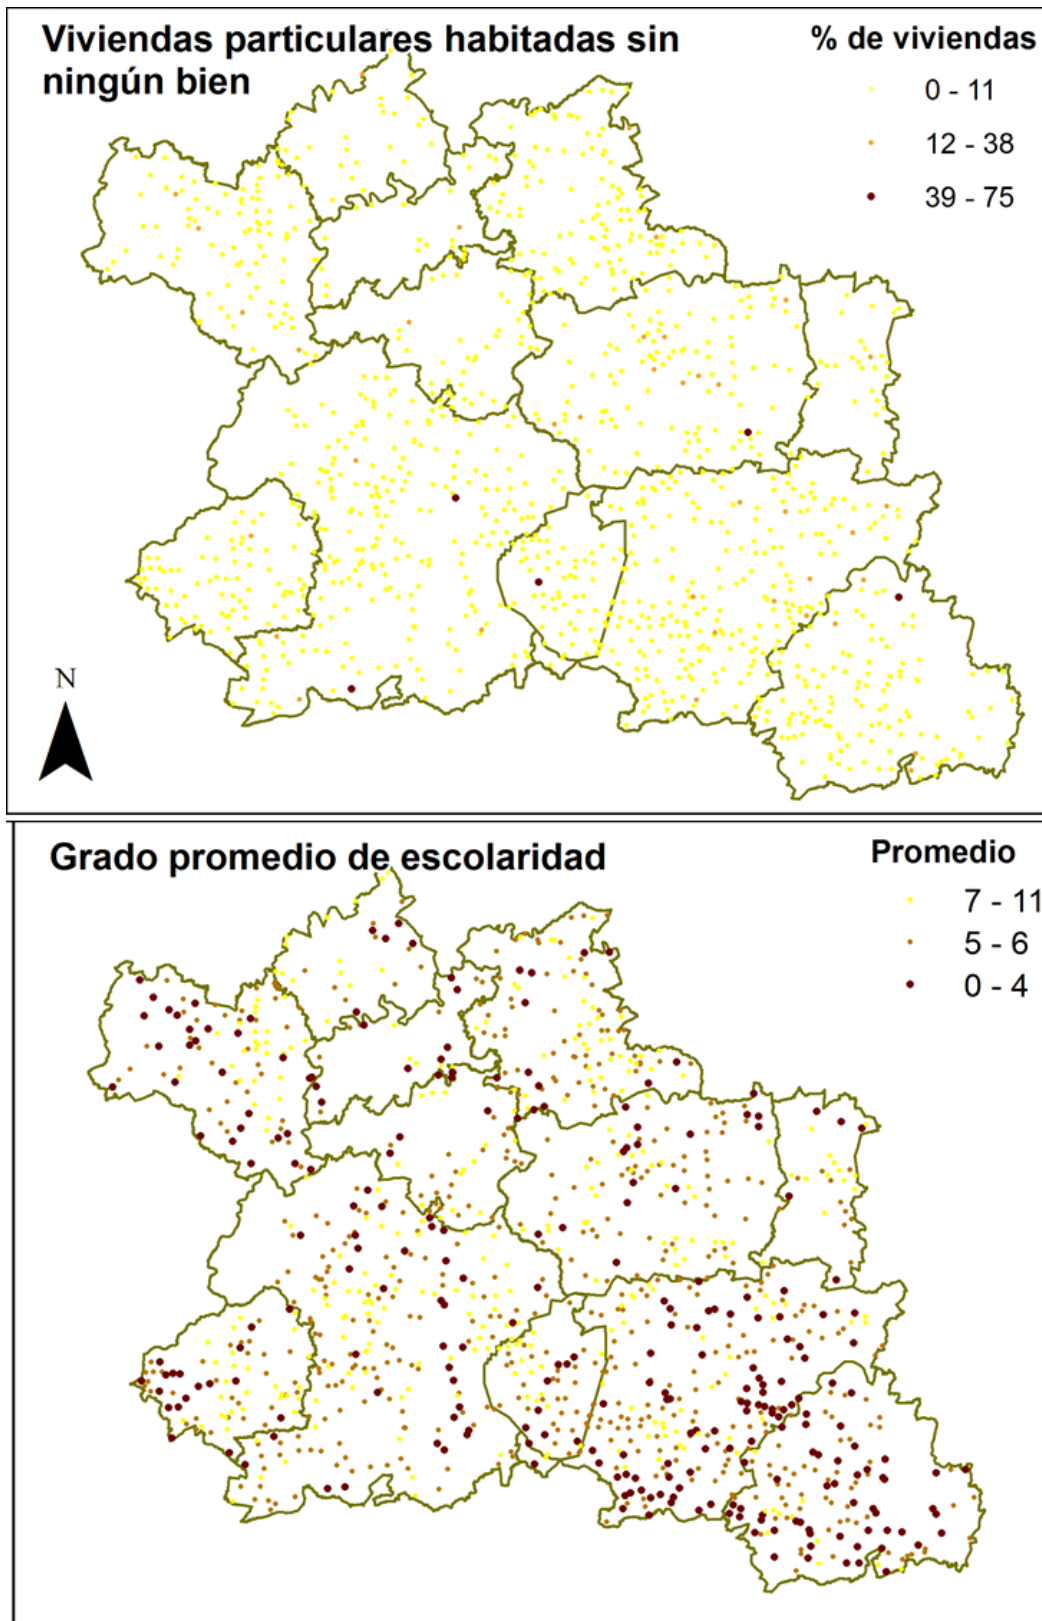 Viviendas particulares habitadas sin
ningún bien
% de viviendas
0 - 11
12 - 38
39 - 75
N
Grado promedio de escolaridad
Promedio
7 - 11
5 - 6
0 - 4